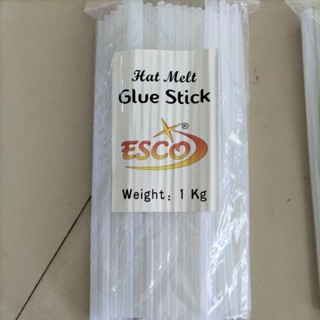 Hat Melt
Glue Stick
ESCO®
Weight: 1 Kg